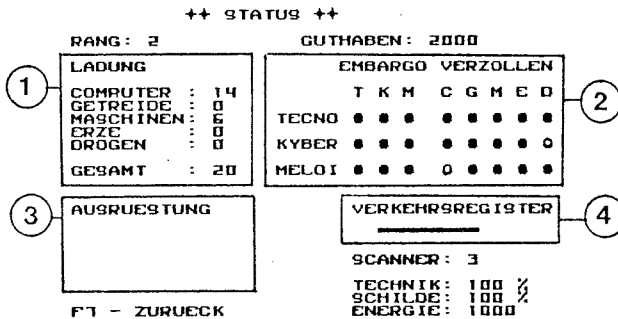 ++ STATUS ++
RANG: 2 GUTHABEN: 2000
1 LADUNG
COMPUTER : 14
GETREIDE : 0
MASCHINEN: 6
ERZE : 0
DROGEN : 0
GESAMT : 20
EMBARGO VERZOLLEN 2
T K M C G M E D
TECNO
KYBER
MELOI
3 AUSRUESTUNG
VERKEHRSREGISTER 4
SCANNER: 3
TECHNIK: 100 %
SCHILDE: 100 %
ENERGIE: 1000
F7 - ZURUECK